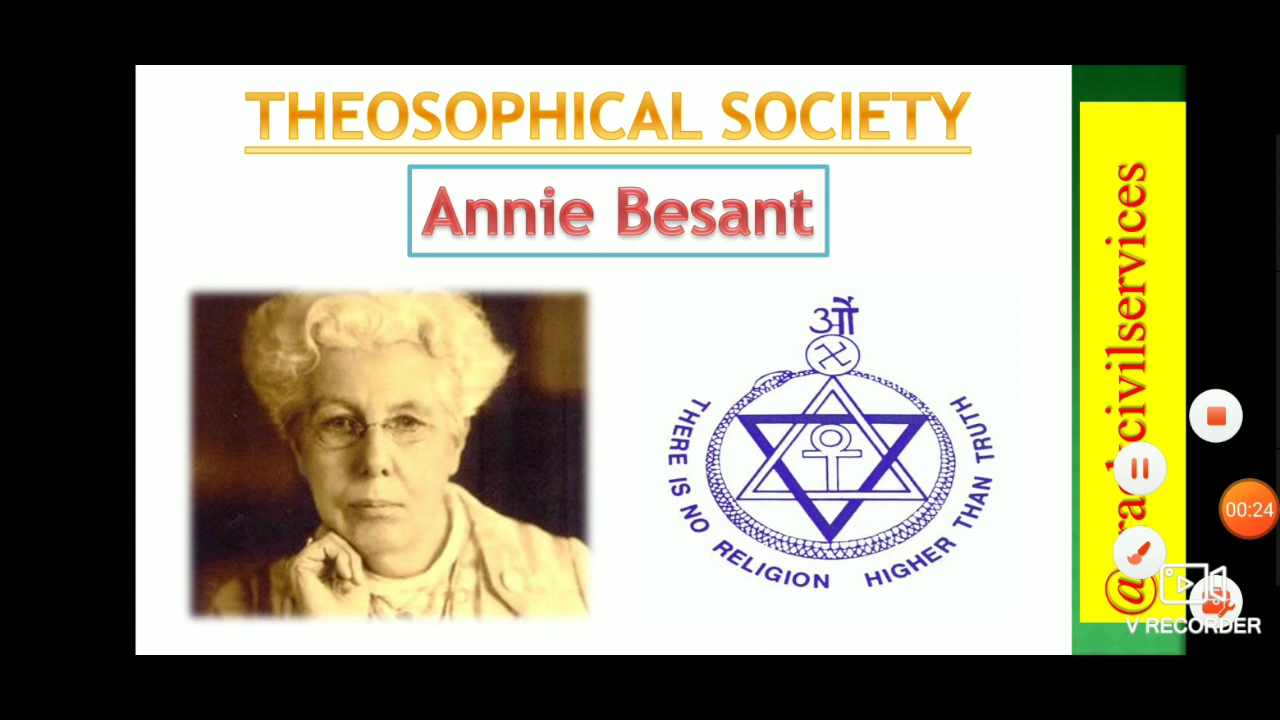 THEOSOPHICAL SOCIETY
Annie Besant
ओं
THERE IS NO RELIGION HIGHER THAN TRUTH
civilservices
00:24
V RECORDER